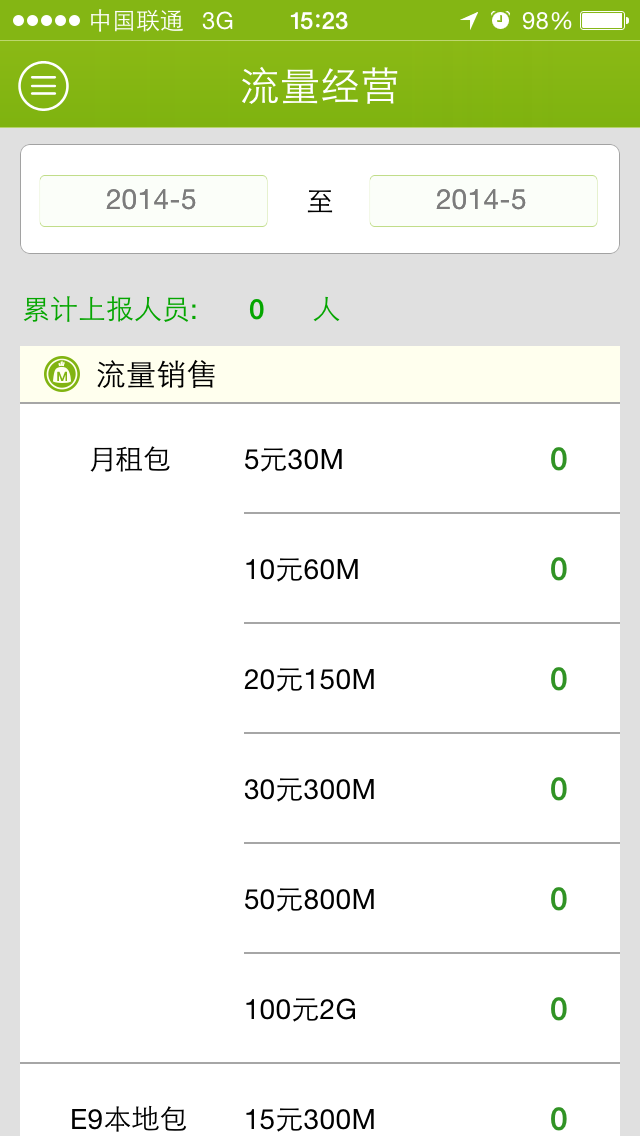 中国联通 3G 15:23 98%
流量经营
2014-5 至 2014-5
累计上报人员: 0 人
M 流量销售
月租包 5元30M 0
10元60M 0
20元150M 0
30元300M 0
50元800M 0
100元2G 0
E9本地包 15元300M 0